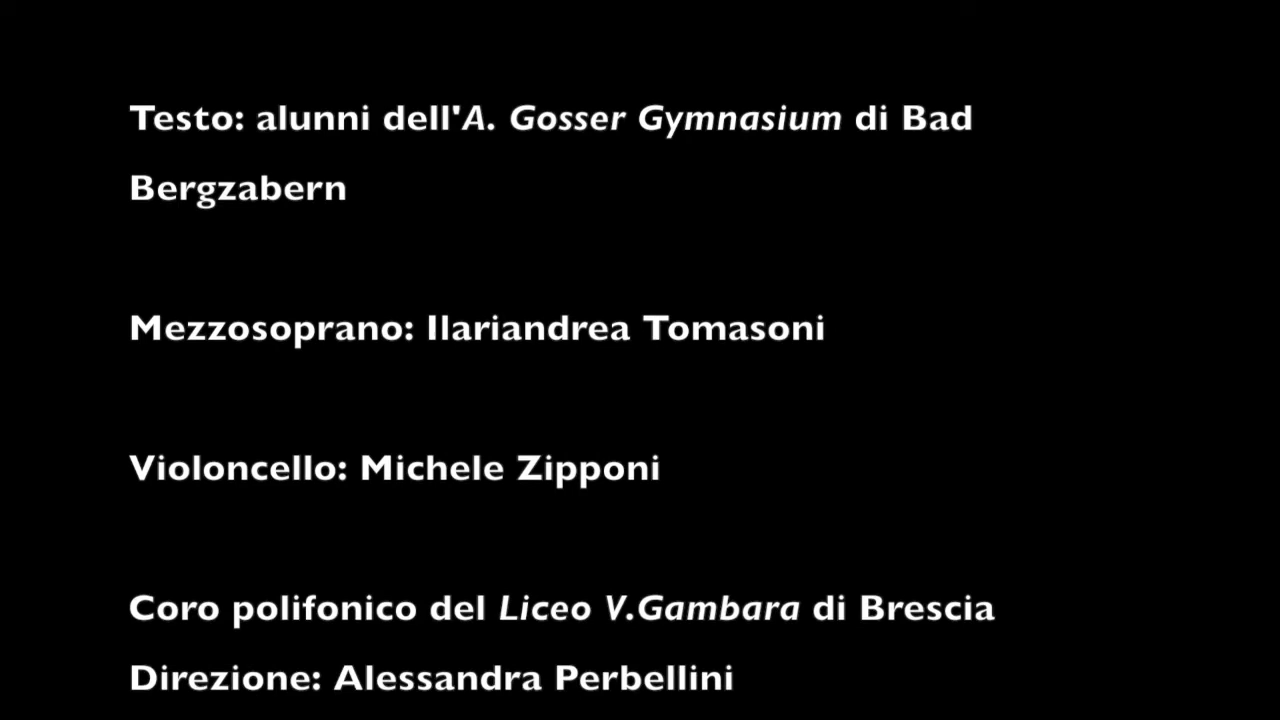 Testo: alunni dell'A. Gosser Gymnasium di Bad
Bergzabern
Mezzosoprano: Ilariandrea Tomasoni
Violoncello: Michele Zipponi
Coro polifonico del Liceo V.Gambara di Brescia
Direzione: Alessandra Perbellini